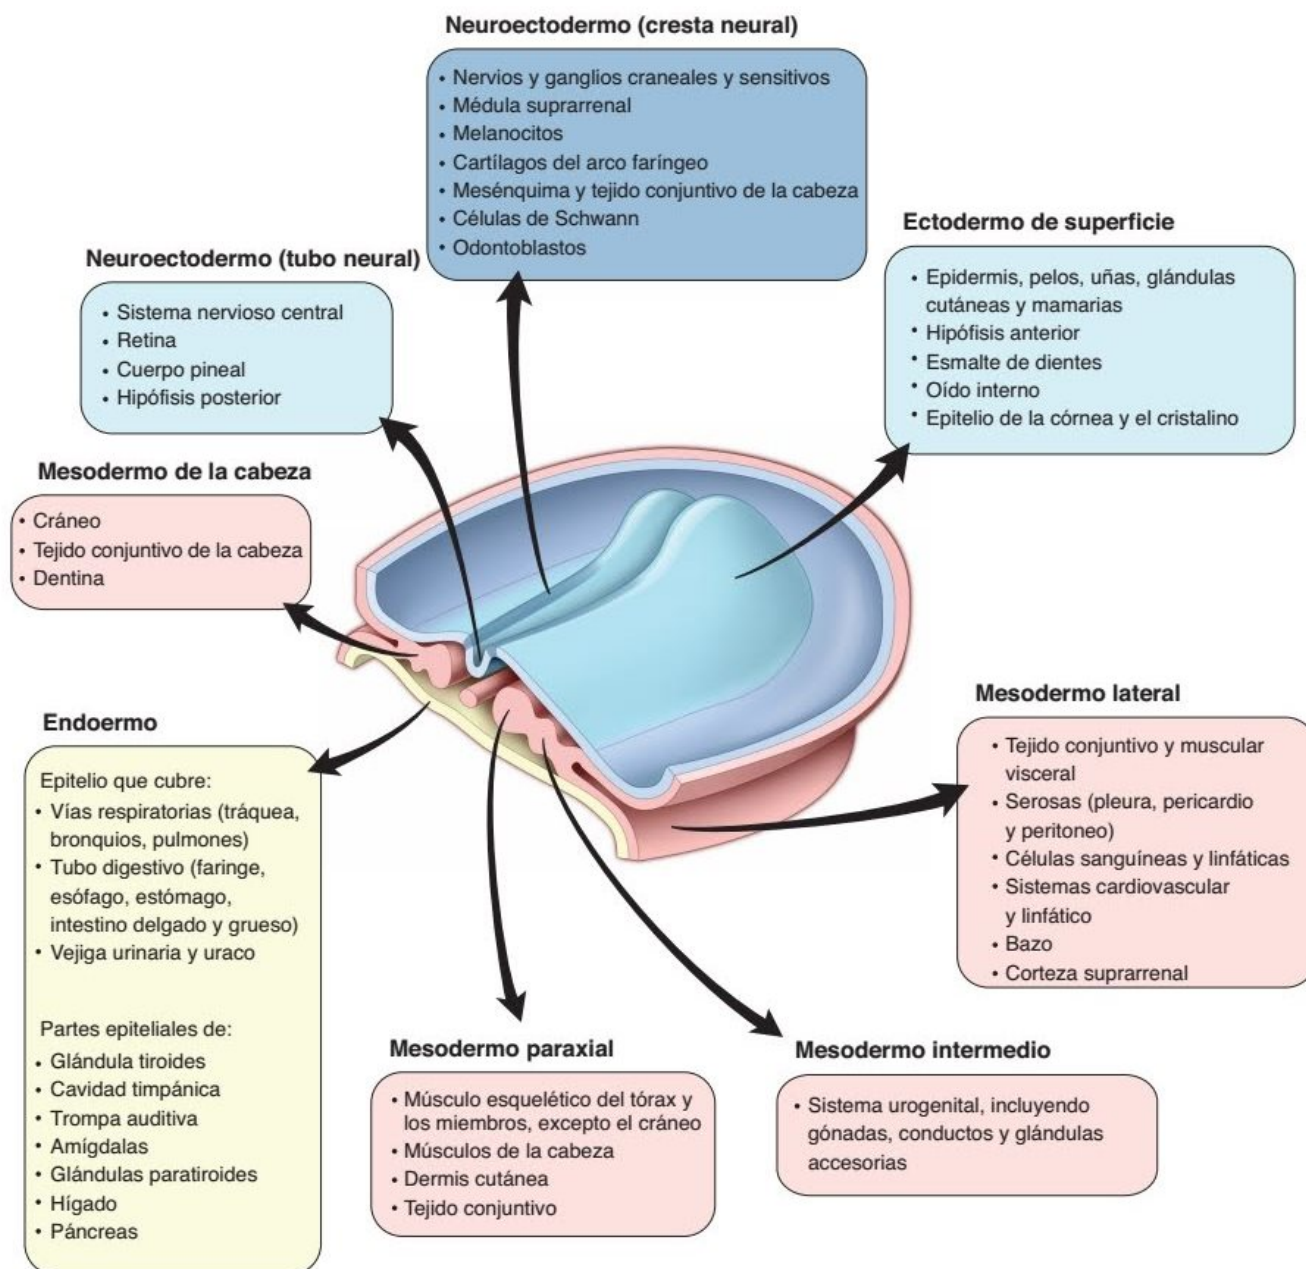 Neuroectodermo (cresta neural)
• Nervios y ganglios craneales y sensitivos
• Médula suprarrenal
• Melanocitos
• Cartílagos del arco faríngeo
• Mesénquima y tejido conjuntivo de la cabeza
• Células de Schwann
• Odontoblastos
Ectodermo de superficie
• Epidermis, pelos, uñas, glándulas
cutáneas y mamarias
• Hipófisis anterior
• Esmalte de dientes
• Oído interno
• Epitelio de la córnea y el cristalino
Neuroectodermo (tubo neural)
• Sistema nervioso central
• Retina
• Cuerpo pineal
• Hipófisis posterior
Mesodermo de la cabeza
• Cráneo
• Tejido conjuntivo de la cabeza
• Dentina
Endoermo
Epitelio que cubre:
• Vías respiratorias (tráquea,
bronquios, pulmones)
• Tubo digestivo (faringe,
esófago, estómago,
intestino delgado y grueso)
• Vejiga urinaria y uraco
Partes epiteliales de:
• Glándula tiroides
• Cavidad timpánica
• Trompa auditiva
• Amígdalas
• Glándulas paratiroides
• Hígado
• Páncreas
Mesodermo lateral
• Tejido conjuntivo y muscular
visceral
• Serosas (pleura, pericardio
y peritoneo)
• Células sanguíneas y linfáticas
• Sistemas cardiovascular
y linfático
• Bazo
• Corteza suprarrenal
Mesodermo paraxial
• Músculo esquelético del tórax y
los miembros, excepto el cráneo
• Músculos de la cabeza
• Dermis cutánea
• Tejido conjuntivo
Mesodermo intermedio
• Sistema urogenital, incluyendo
gónadas, conductos y glándulas
accesorias